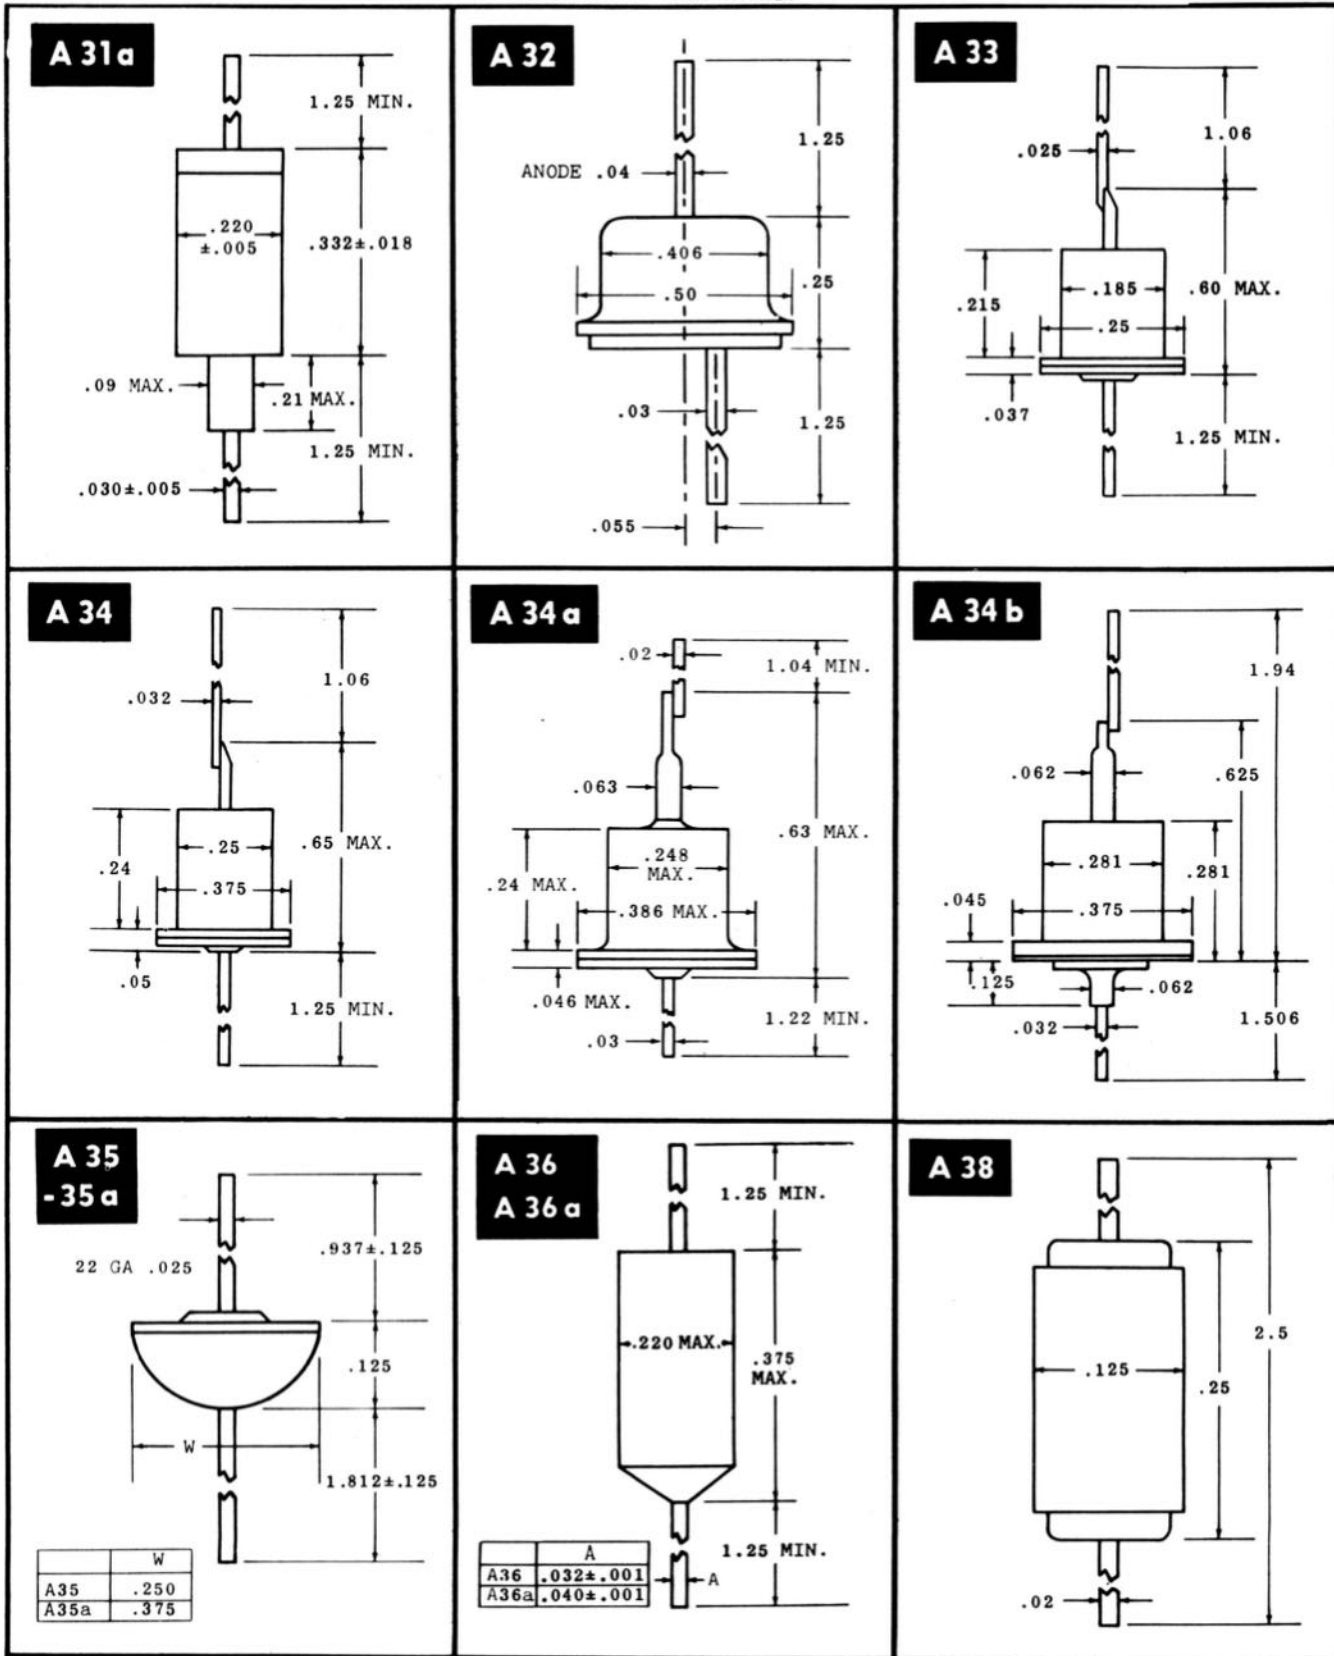 A 31a
1.25 MIN.
.220
±.005
.332±.018
.09 MAX.
.21 MAX.
1.25 MIN.
.030±.005
A 32
1.25
ANODE .04
.406
.25
.50
.03
1.25
.055
A 33
1.06
.025
.185
.60 MAX.
.215
.25
.037
1.25 MIN.
A 34
1.06
.032
.25
.65 MAX.
.24
.375
.05
1.25 MIN.
A 34 a
.02
1.04 MIN.
.063
.63 MAX.
.248
MAX.
.24 MAX.
.386 MAX.
.046 MAX.
1.22 MIN.
.03
A 34 b
1.94
.062
.625
.281
.281
.045
.375
.125
.062
.032
1.506
A 35
-35 a
.937±.125
22 GA .025
.125
W
1.812±.125
W
A35 .250
A35a .375
A 36
A 36 a
1.25 MIN.
.220 MAX.
.375
MAX.
1.25 MIN.
A
A
A36 .032±.001
A36a .040±.001
A 38
2.5
.125
.25
.02